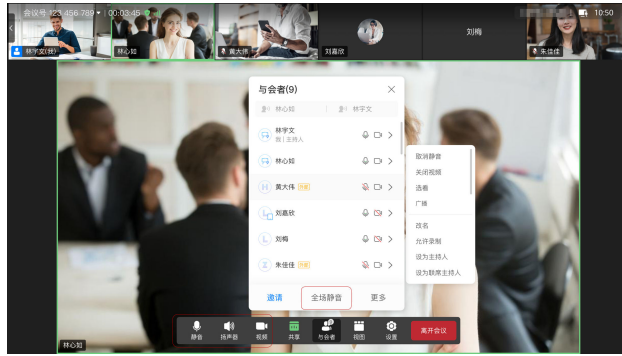 会议号 123 456 789 00:03:45
10:50
林宇文(我)
林心如
黄大伟
刘嘉欣
刘梅
朱佳佳
与会者(9)
林心如
林宇文
林宇文
我 | 主持人
林心如
黄大伟
刘嘉欣
刘梅
朱佳佳
邀请 全场静音 更多
取消静音
关闭视频
选看
广播
改名
允许录制
设为主持人
设为联席主持人
静音 扬声器 视频 共享 与会者 视图 设置 离开会议
林心如